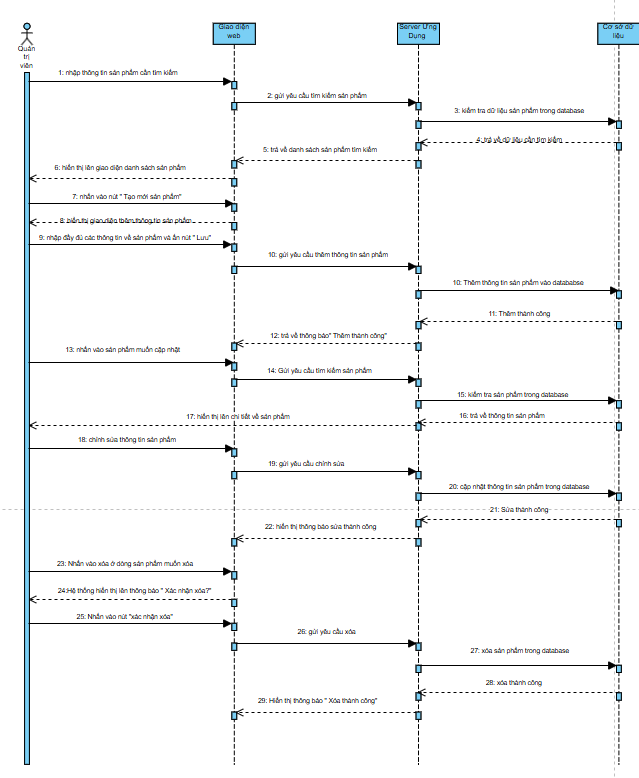 Quản
trị
viên
Giao diện
web
Server Ứng
Dụng
Cơ sở dữ
liệu
1: nhập thông tin sản phẩm cần tìm kiếm
2: gửi yêu cầu tìm kiếm sản phẩm
3: kiểm tra dữ liệu sản phẩm trong database
4: trả về dữ liệu cần tìm kiếm
5: trả về danh sách sản phẩm tìm kiếm
6: hiển thị lên giao diện danh sách sản phẩm
7: nhấn vào nút " Tạo mới sản phẩm"
8: hiển thị giao diện thêm thông tin sản phẩm
9: nhập đầy đủ các thông tin về sản phẩm và ấn nút " Lưu"
10: gửi yêu cầu thêm thông tin sản phẩm
10: Thêm thông tin sản phẩm vào datababse
11: Thêm thành công
12: trả về thông báo" Thêm thành công"
13: nhấn vào sản phẩm muốn cập nhật
14: Gửi yêu cầu tìm kiếm sản phẩm
15: kiểm tra sản phẩm trong database
16: trả về thông tin sản phẩm
17: hiển thị lên chi tiết về sản phẩm
18: chỉnh sửa thông tin sản phẩm
19: gửi yêu cầu chỉnh sửa
20: cập nhật thông tin sản phẩm trong database
21: Sửa thành công
22: hiển thị thông báo sửa thành công
23: Nhấn vào xóa ở dòng sản phẩm muốn xóa
24:Hệ thống hiển thị lên thông báo " Xác nhận xóa?"
25: Nhấn vào nút "xác nhận xóa"
26: gửi yêu cầu xóa
27: xóa sản phẩm trong database
28: xóa thành công
29: Hiển thị thông báo " Xóa thành công"